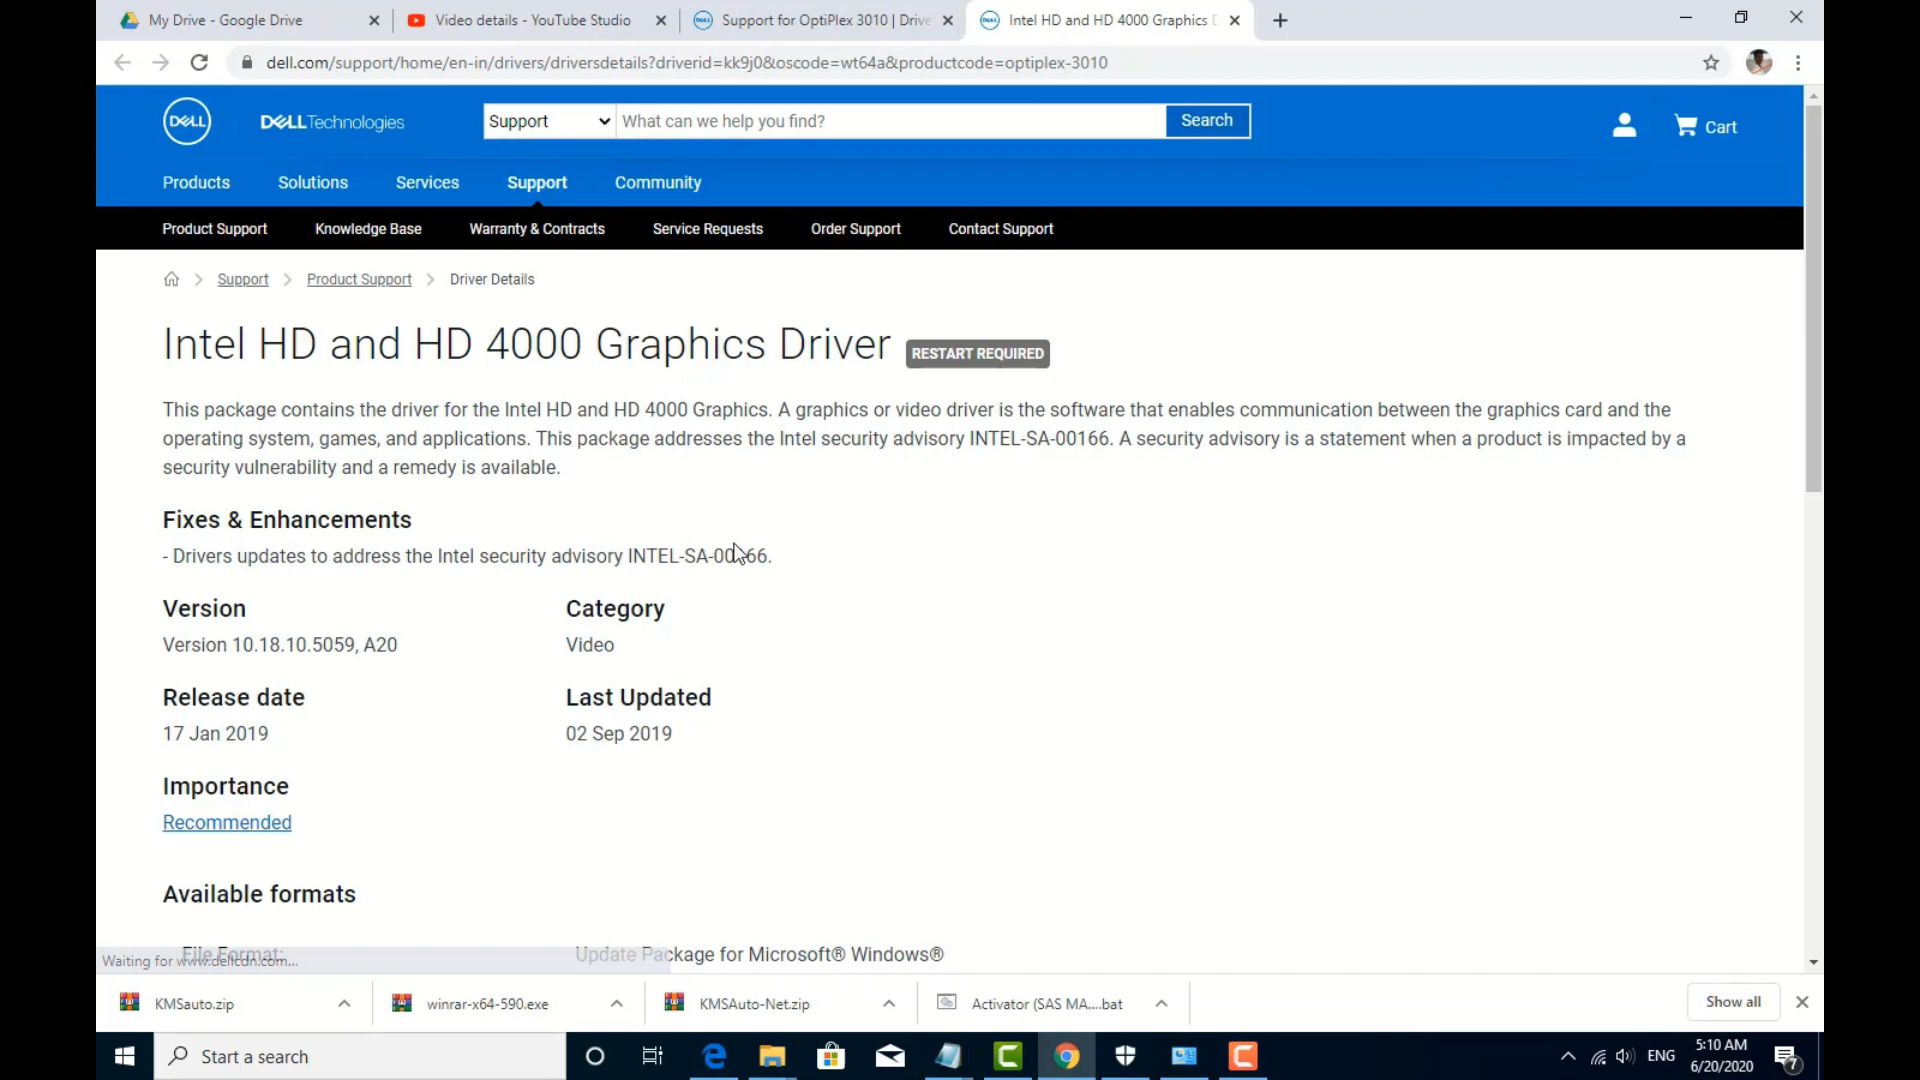 My Drive - Google Drive
Video details - YouTube Studio
Support for OptiPlex 3010 | Drive
Intel HD and HD 4000 Graphics D
dell.com/support/home/en-in/drivers/driversdetails?driverid=kk9j0&oscode=wt64a&productcode=optiplex-3010
DELL
DELLTechnologies
Support
What can we help you find?
Search
Cart
Products
Solutions
Services
Support
Community
Product Support
Knowledge Base
Warranty & Contracts
Service Requests
Order Support
Contact Support
Support
Product Support
Driver Details
Intel HD and HD 4000 Graphics Driver
RESTART REQUIRED
This package contains the driver for the Intel HD and HD 4000 Graphics. A graphics or video driver is the software that enables communication between the graphics card and the
operating system, games, and applications. This package addresses the Intel security advisory INTEL-SA-00166. A security advisory is a statement when a product is impacted by a
security vulnerability and a remedy is available.
Fixes & Enhancements
- Drivers updates to address the Intel security advisory INTEL-SA-00166.
Version
Category
Version 10.18.10.5059, A20
Video
Release date
Last Updated
17 Jan 2019
02 Sep 2019
Importance
Recommended
Available formats
File Format:
Update Package for Microsoft® Windows®
Waiting for www.dellcdn.com...
KMSauto.zip
winrar-x64-590.exe
KMSAuto-Net.zip
Activator (SAS MA....bat
Show all
Start a search
ENG
5:10 AM
6/20/2020
7